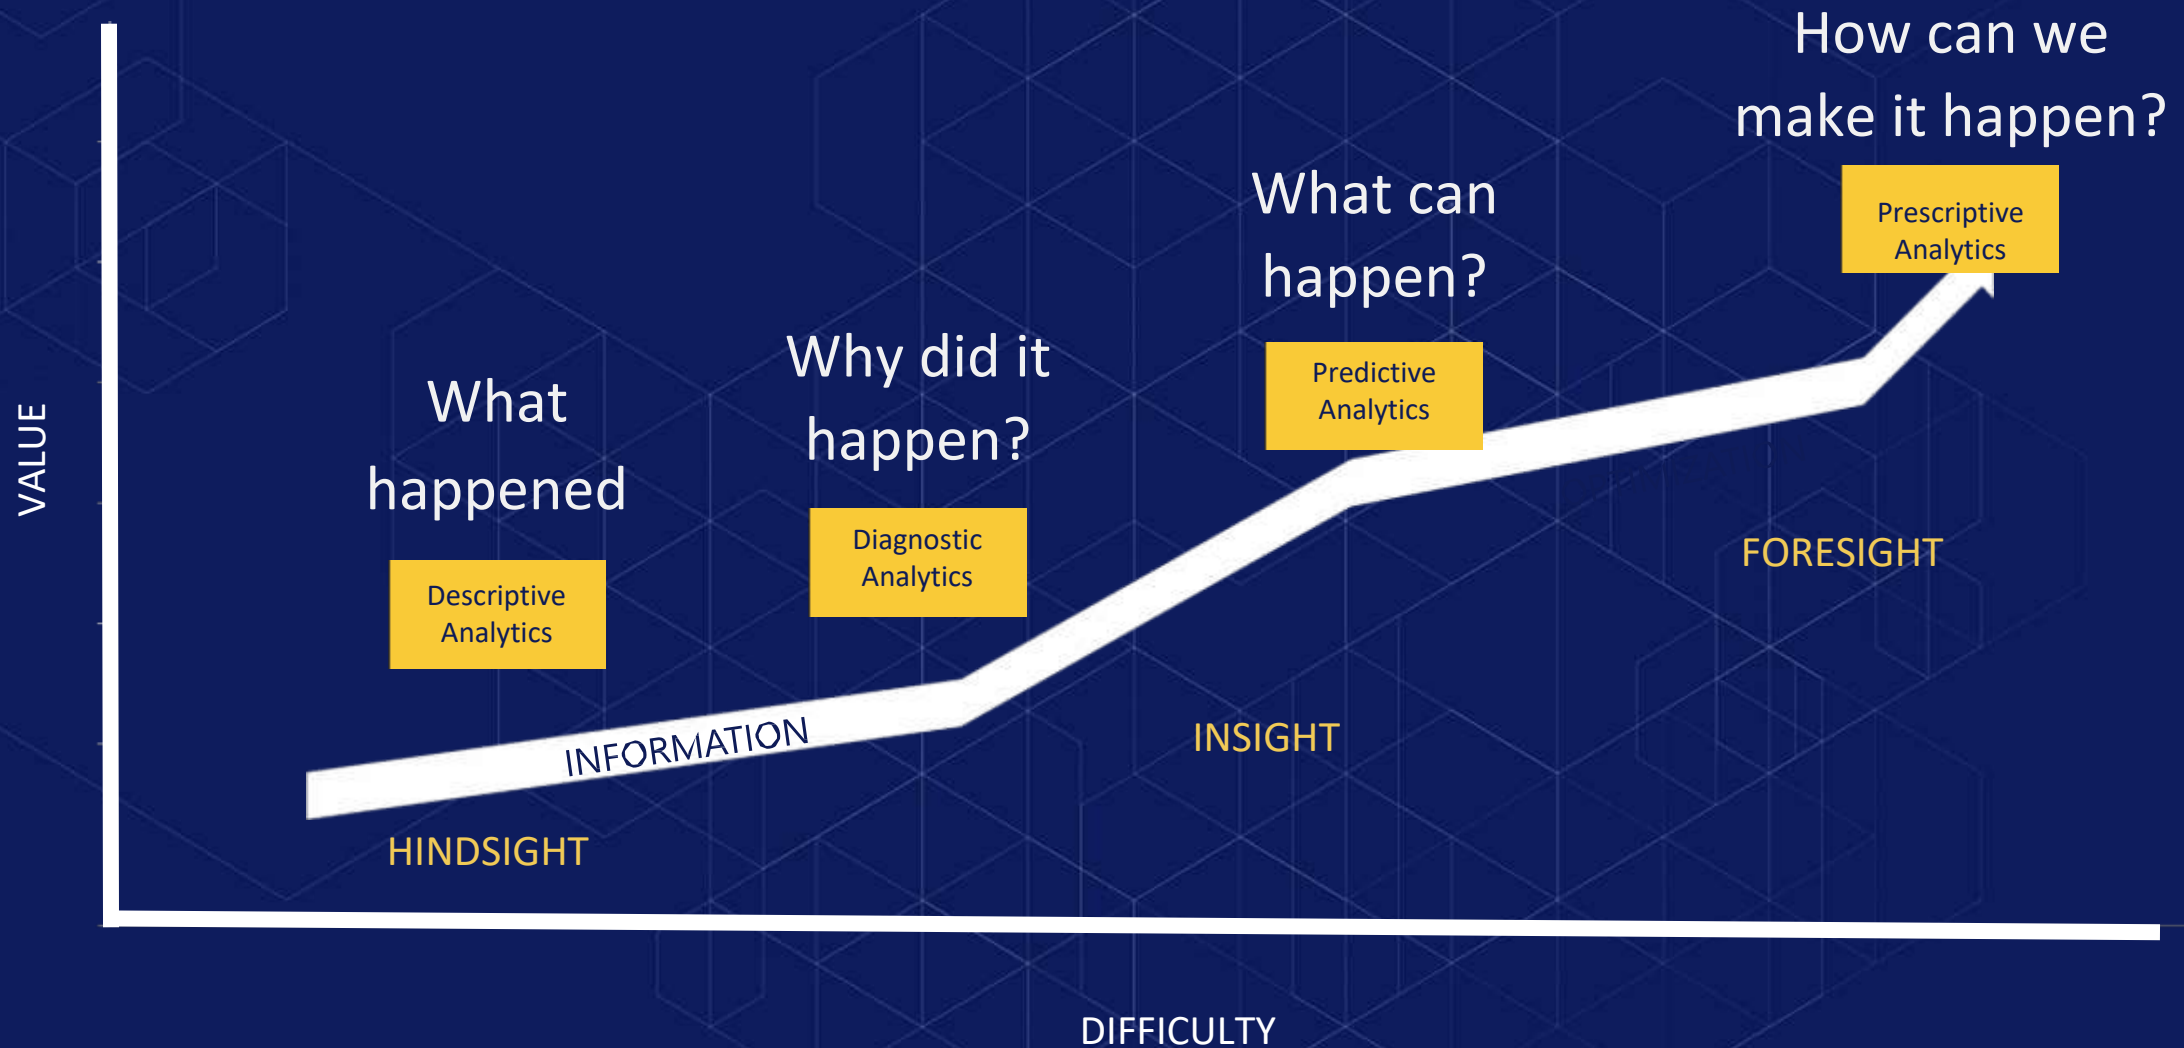 How can we
make it happen?
Prescriptive
Analytics
What can
happen?
Predictive
Analytics
Why did it
happen?
Diagnostic
Analytics
What
happened
Descriptive
Analytics
VALUE
INFORMATION
HINDSIGHT
INSIGHT
FORESIGHT
DIFFICULTY